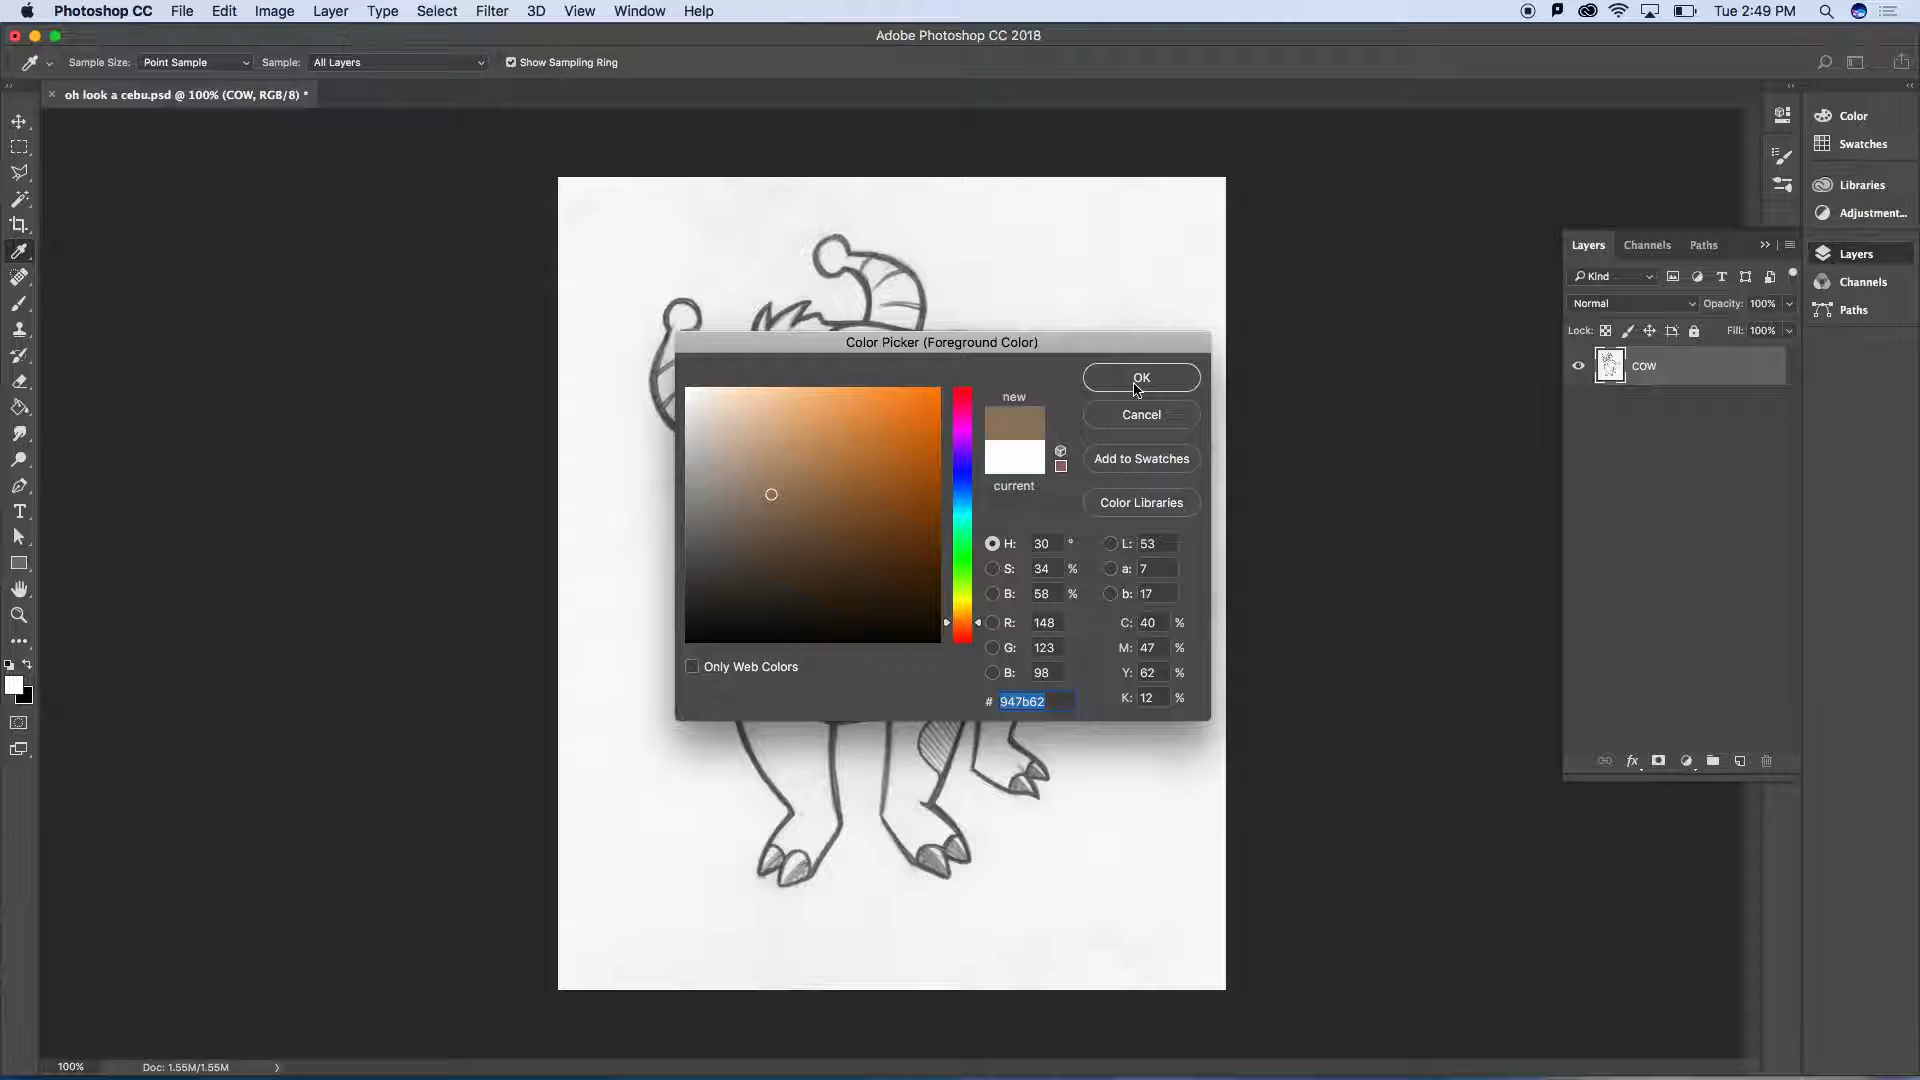 Photoshop CC File Edit Image Layer Type Select Filter 3D View Window Help Tue 2:49 PM
Adobe Photoshop CC 2018
Sample Size: Point Sample Sample: All Layers Show Sampling Ring
oh look a cebu.psd @ 100% (COW, RGB/8) *
Color
Swatches
Libraries
Adjustment...
Layers
Channels
Paths
Layers Channels Paths
Kind
Normal Opacity: 100%
Lock: Fill: 100%
COW
Color Picker (Foreground Color)
new
current
OK
Cancel
Add to Swatches
Color Libraries
H: 30 ° L: 53
S: 34 % a: 7
B: 58 % b: 17
R: 148 C: 40 %
G: 123 M: 47 %
B: 98 Y: 62 %
# 947b62 K: 12 %
Only Web Colors
T
fx
100% Doc: 1.55M/1.55M